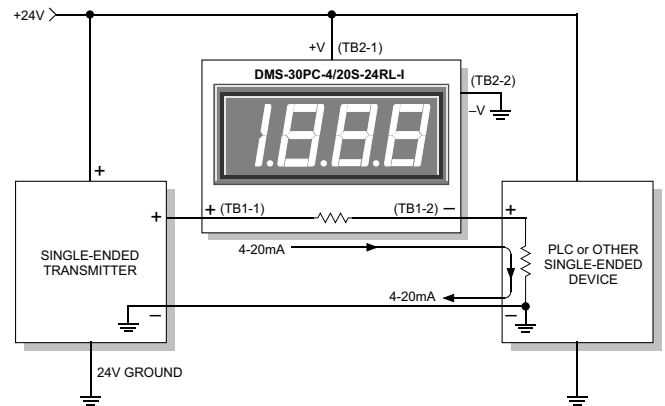 +24V
+V (TB2-1)
DMS-30PC-4/20S-24RL-I
(TB2-2)
–V
1.8.8.8
+
+
+ (TB1-1)
(TB1-2) –
+
SINGLE-ENDED
TRANSMITTER
4-20mA
PLC or OTHER
SINGLE-ENDED
DEVICE
4-20mA
–
–
24V GROUND